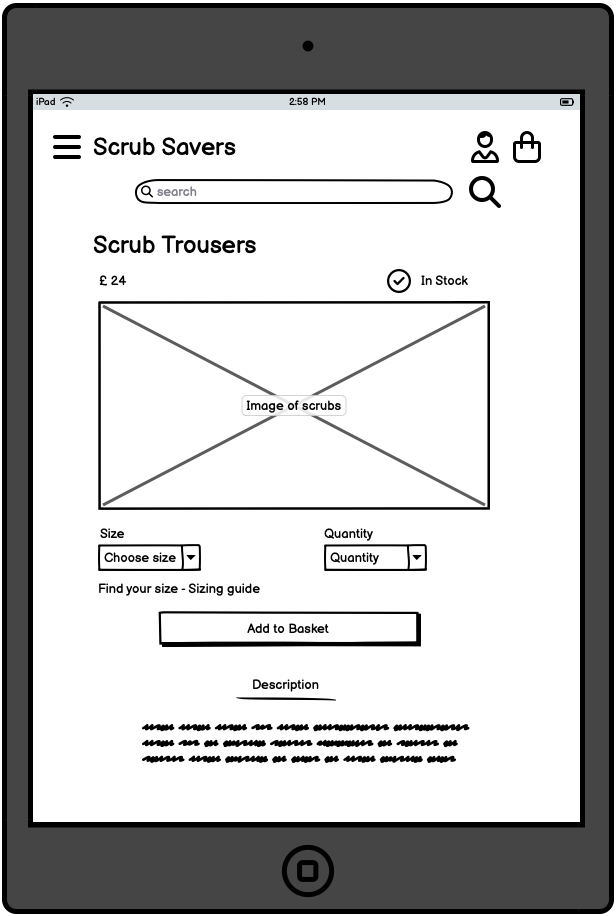 iPad 2:58 PM
Scrub Savers
search
Scrub Trousers
£ 24 In Stock
Image of scrubs
Size Quantity
Choose size Quantity
Find your size - Sizing guide
Add to Basket
Description